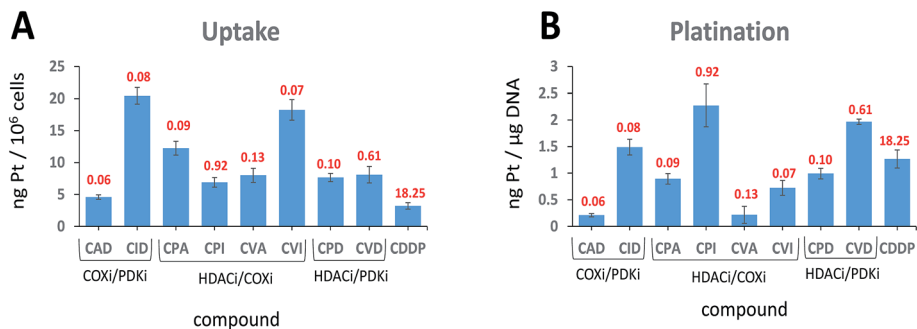 A
Uptake
ng Pt / 10⁶ cells
25
20
15
10
5
0
0.06
0.08
0.09
0.92
0.13
0.07
0.10
0.61
18.25
CAD CID CPA CPI CVA CVI CPD CVD CDDP
COXi/PDKi HDACi/COXi HDACi/PDKi
compound
B
Platination
ng Pt / µg DNA
3
2.5
2
1.5
1
0.5
0
0.06
0.08
0.09
0.92
0.13
0.07
0.10
0.61
18.25
CAD CID CPA CPI CVA CVI CPD CVD CDDP
COXi/PDKi HDACi/COXi HDACi/PDKi
compound